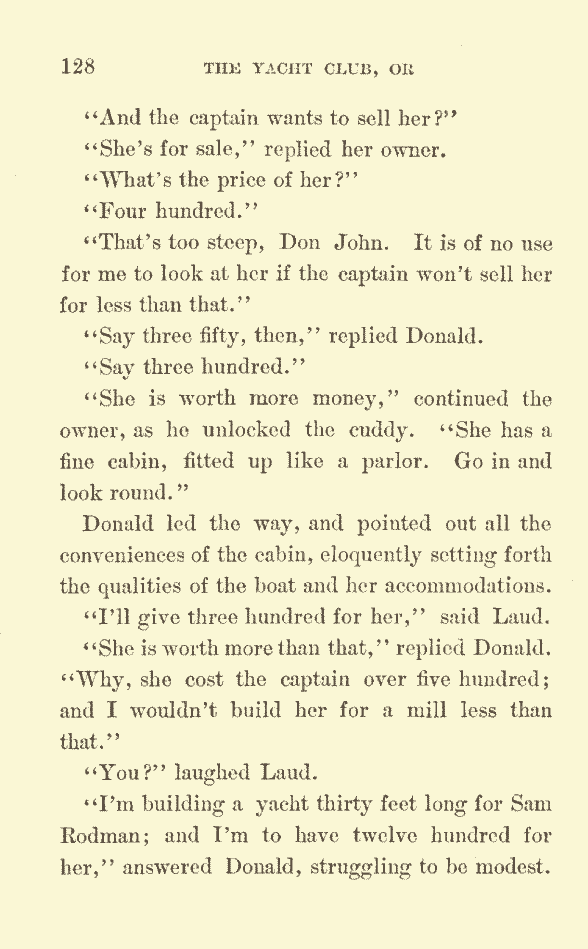 128 THE YACHT CLUB, OR
"And the captain wants to sell her?"
"She's for sale," replied her owner.
"What's the price of her?"
"Four hundred."
"That's too steep, Don John. It is of no use
for me to look at her if the captain won't sell her
for less than that."
"Say three fifty, then," replied Donald.
"Say three hundred."
"She is worth more money," continued the
owner, as he unlocked the cuddy. "She has a
fine cabin, fitted up like a parlor. Go in and
look round."
Donald led the way, and pointed out all the
conveniences of the cabin, eloquently setting forth
the qualities of the boat and her accommodations.
"I'll give three hundred for her," said Laud.
"She is worth more than that," replied Donald.
"Why, she cost the captain over five hundred;
and I wouldn't build her for a mill less than
that."
"You?" laughed Laud.
"I'm building a yacht thirty feet long for Sam
Rodman; and I'm to have twelve hundred for
her," answered Donald, struggling to be modest.